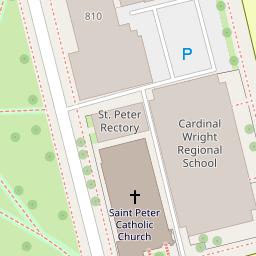 810
P
St. Peter
Rectory
Cardinal
Wright
Regional
School
Saint Peter
Catholic
Church